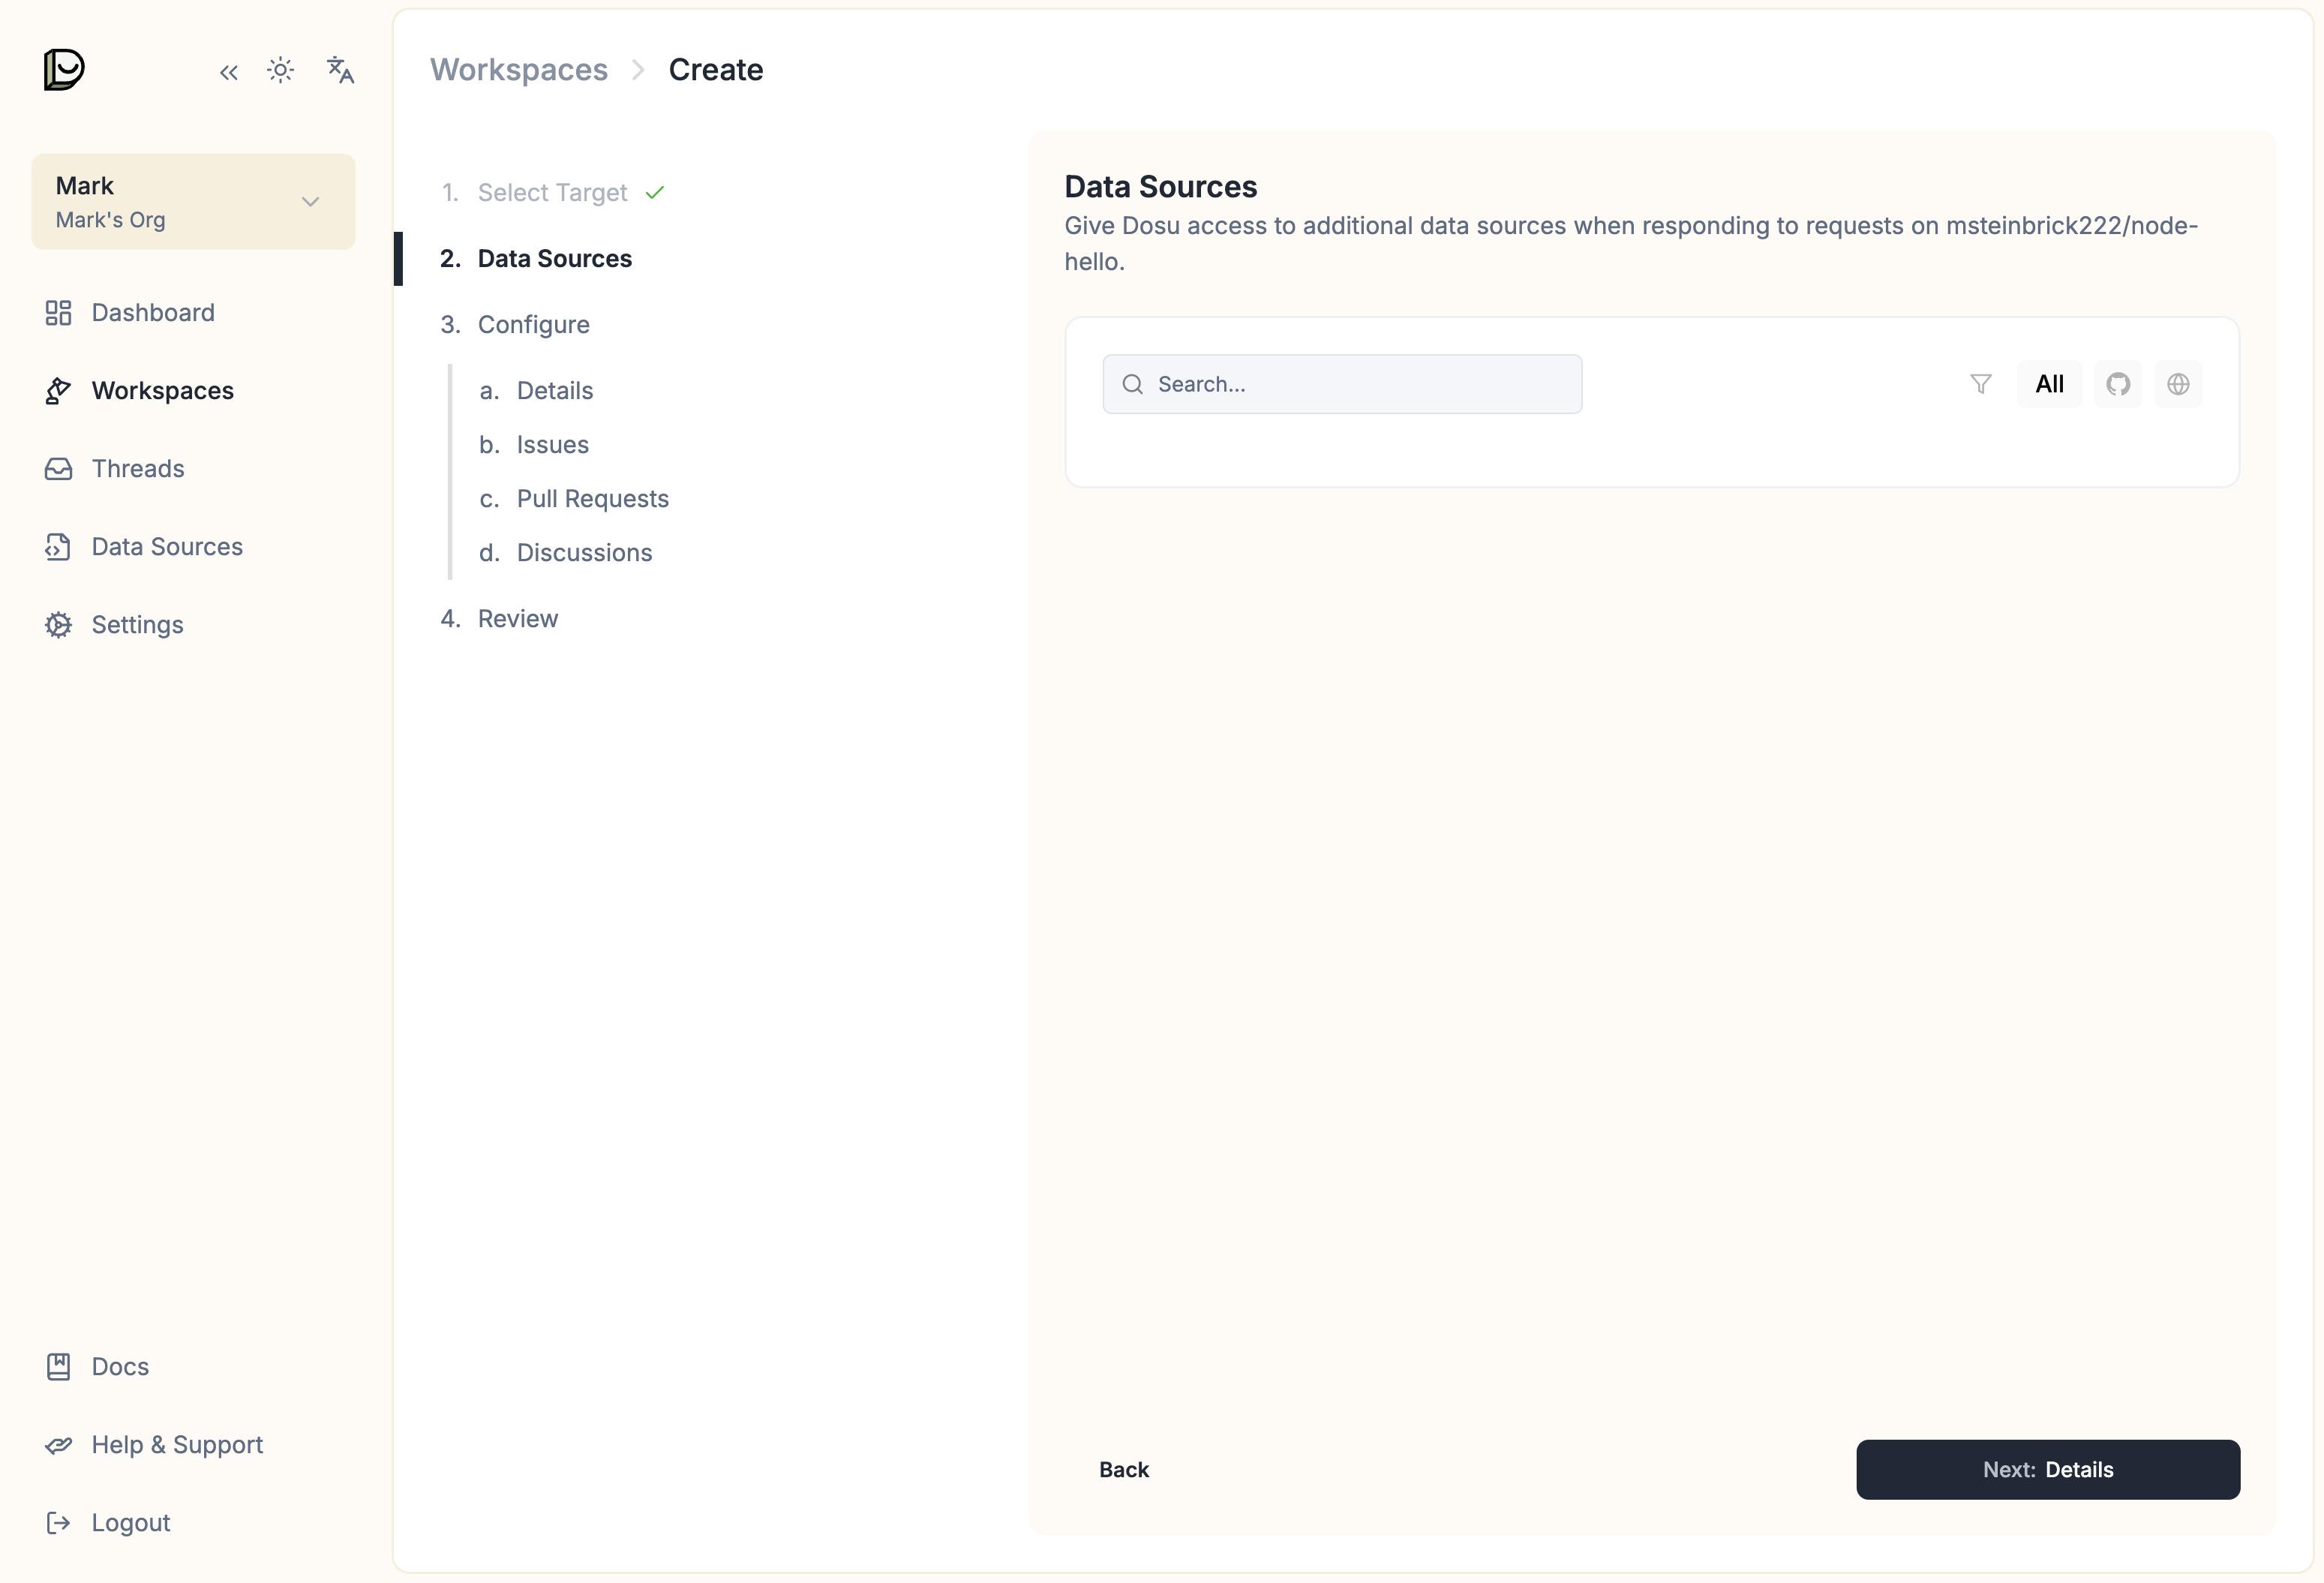 Mark
Mark's Org
Dashboard
Workspaces
Threads
Data Sources
Settings
Docs
Help & Support
Logout
Workspaces > Create
1. Select Target
2. Data Sources
3. Configure
a. Details
b. Issues
c. Pull Requests
d. Discussions
4. Review
Data Sources
Give Dosu access to additional data sources when responding to requests on msteinbrick222/node-
hello.
Search...
All
Back
Next: Details